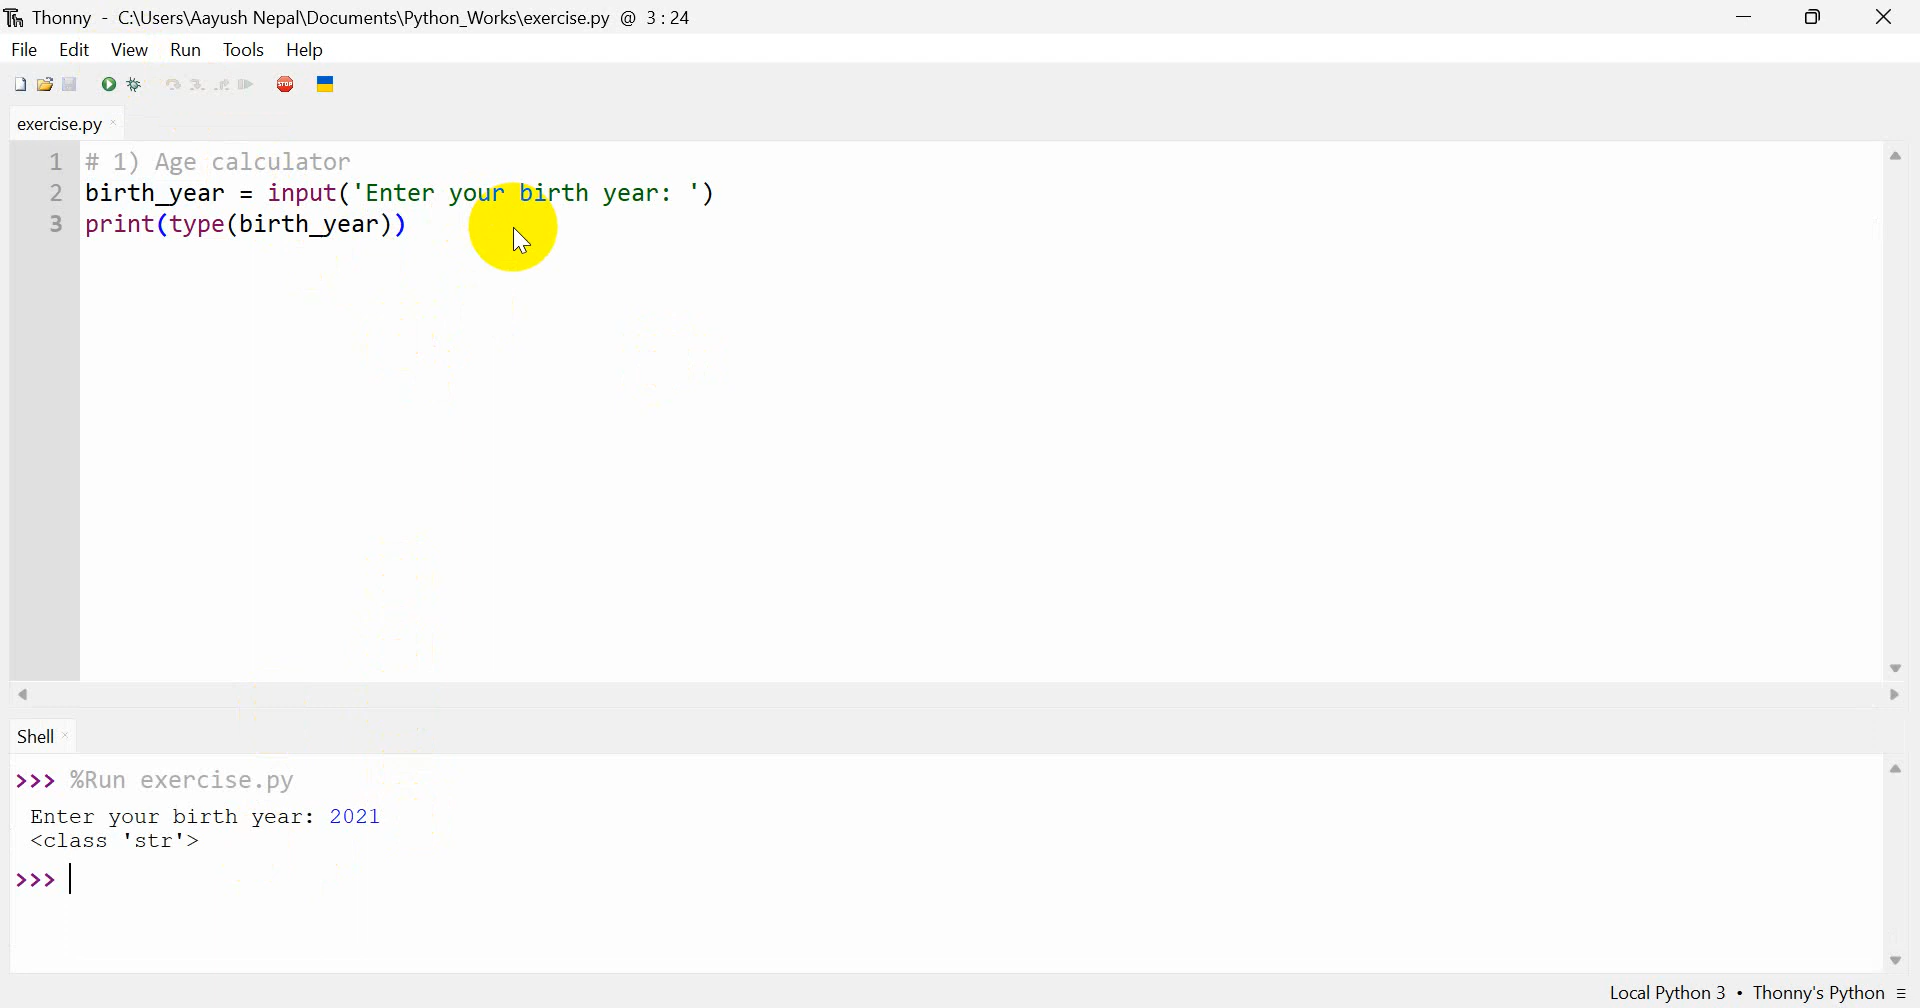 Thonny - C:\Users\Aayush Nepal\Documents\Python_Works\exercise.py @ 3 : 24
File Edit View Run Tools Help
STOP
exercise.py
1 # 1) Age calculator
2 birth_year = input('Enter your birth year: ')
3 print(type(birth_year))
Shell
>>> %Run exercise.py
Enter your birth year: 2021
<class 'str'>
>>>
Local Python 3 • Thonny's Python ≡